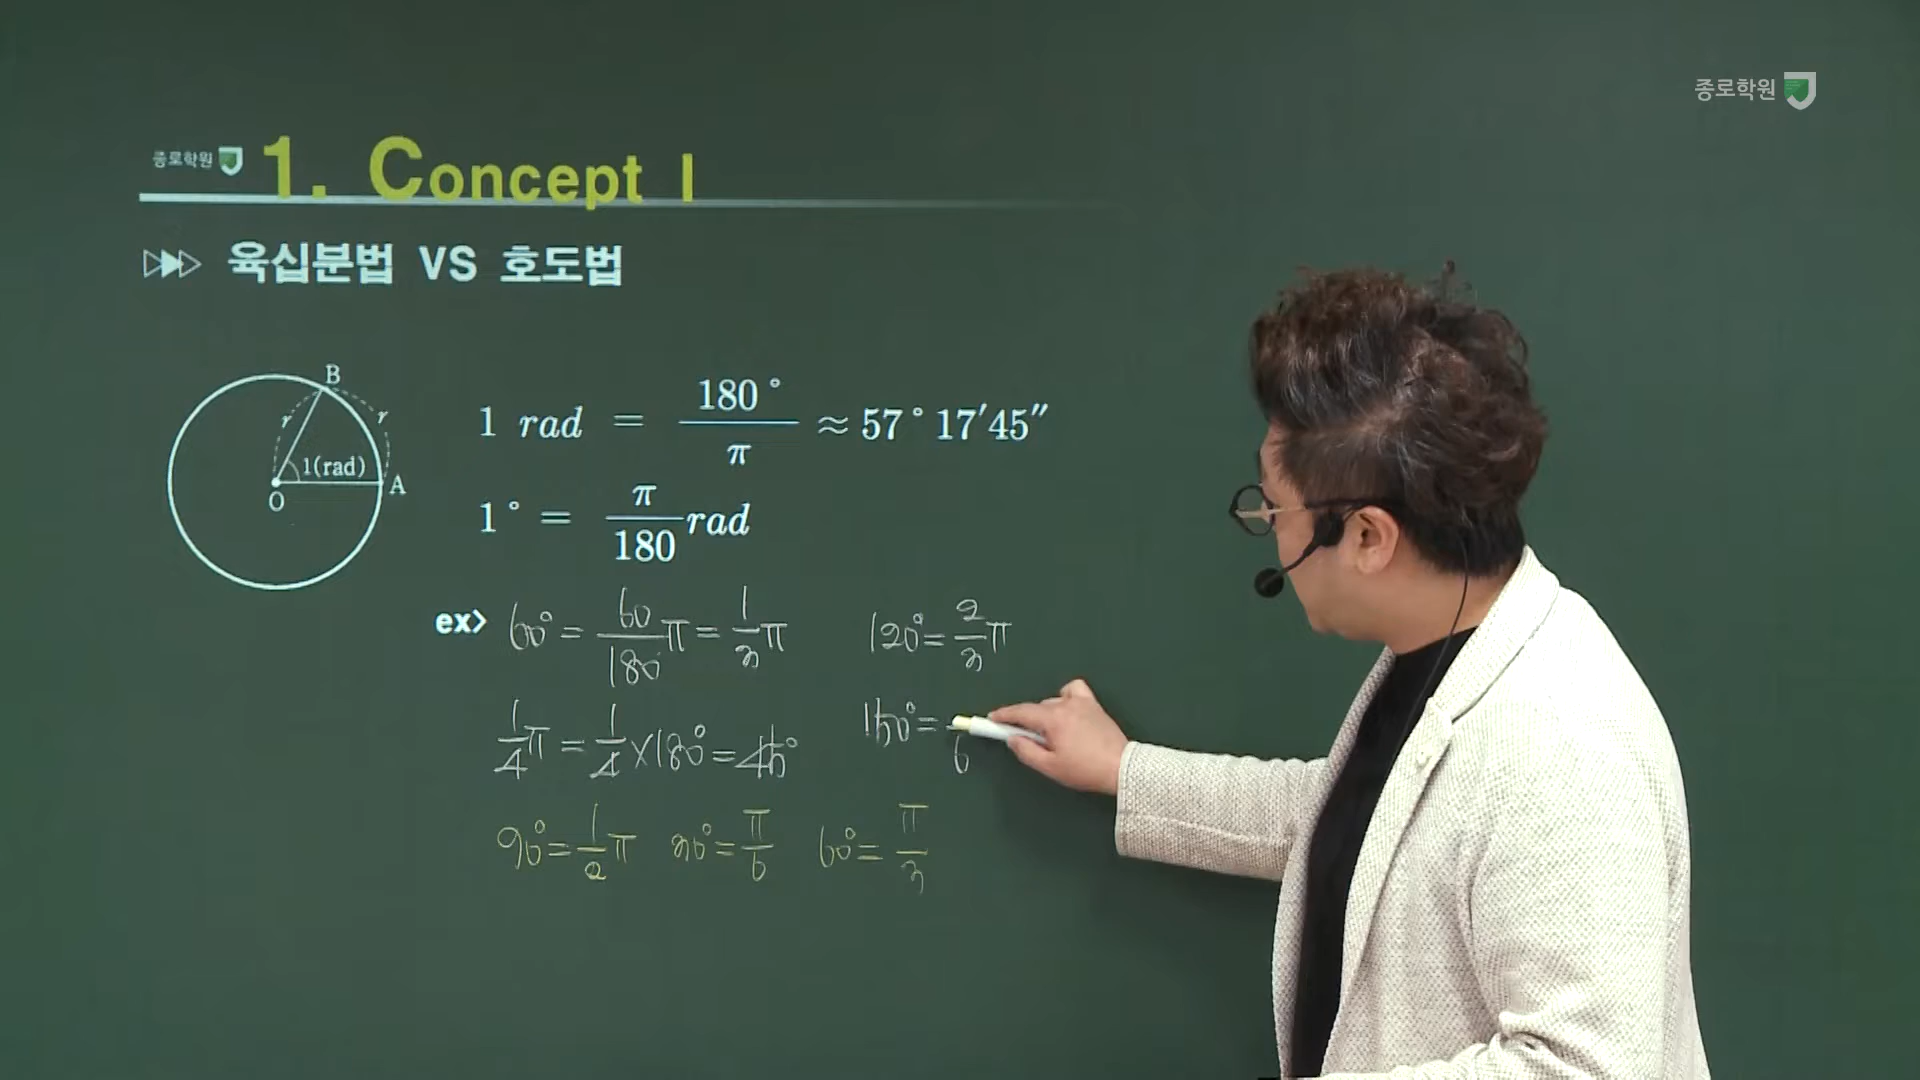 종로학원
종로학원
1. Concept I
육십분법 VS 호도법
B
r
r
1(rad)
O
A
1 rad = 180° / π ≈ 57° 17′45″
1° = π / 180 rad
ex> 60° = 60/180 π = 1/3 π
120° = 2/3 π
1/4 π = 1/4 × 180° = 45°
150° = /6
90° = 1/2 π 30° = π/6 60° = π/3